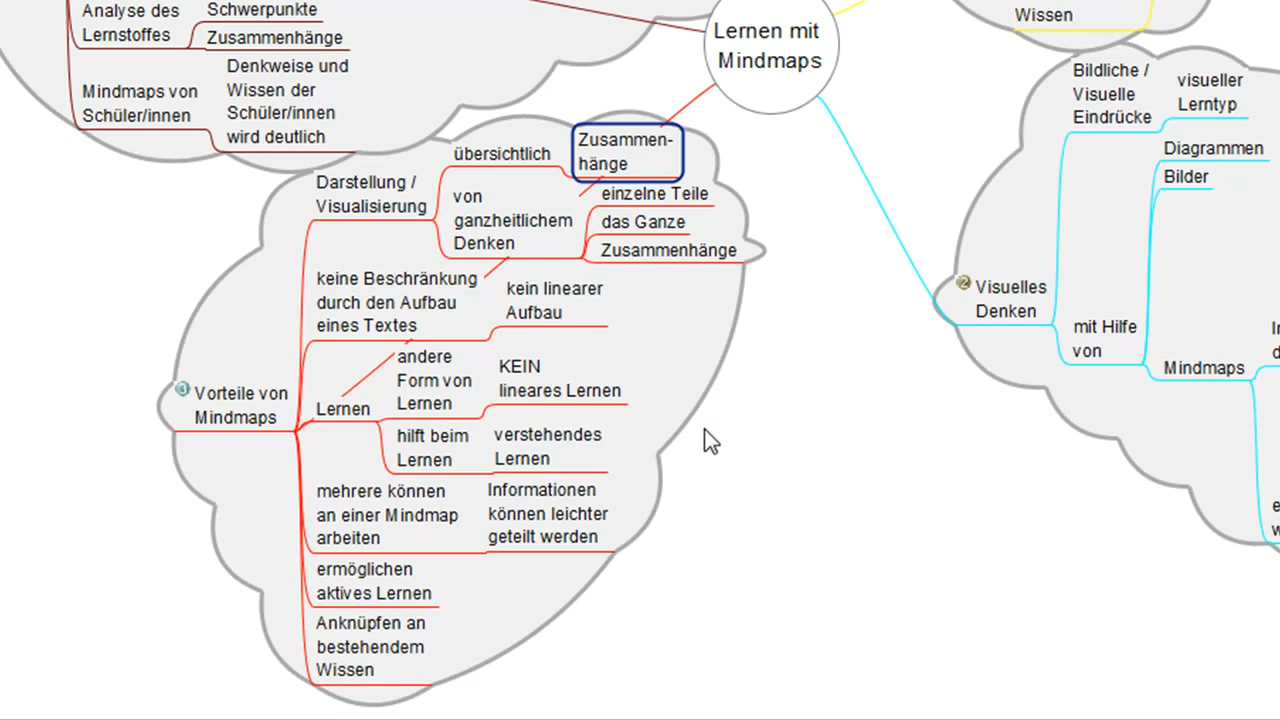 Analyse des
Lernstoffes
Schwerpunkte
Zusammenhänge
Mindmaps von
Schüler/innen
Denkweise und
Wissen der
Schüler/innen
wird deutlich
Lernen mit
Mindmaps
Wissen
Vorteile von
Mindmaps
Darstellung /
Visualisierung
übersichtlich
Zusammen-
hänge
von
ganzheitlichem
Denken
einzelne Teile
das Ganze
Zusammenhänge
keine Beschränkung
durch den Aufbau
eines Textes
kein linearer
Aufbau
Lernen
andere
Form von
Lernen
KEIN
lineares Lernen
hilft beim
Lernen
verstehendes
Lernen
mehrere können
an einer Mindmap
arbeiten
Informationen
können leichter
geteilt werden
ermöglichen
aktives Lernen
Anknüpfen an
bestehendem
Wissen
Visuelles
Denken
Bildliche /
Visuelle
Eindrücke
visueller
Lerntyp
mit Hilfe
von
Diagrammen
Bilder
Mindmaps